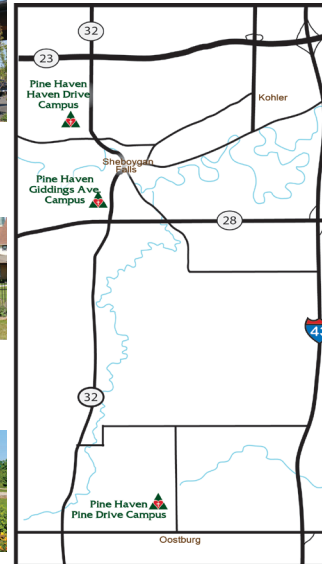 32
23
Pine Haven
Haven Drive
Campus
Kohler
Sheboygan
Falls
Pine Haven
Giddings Ave
Campus
28
43
32
Pine Haven
Pine Drive Campus
Oostburg